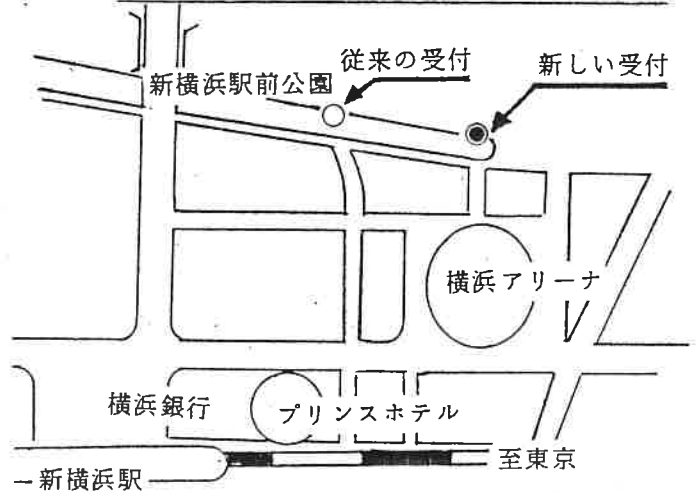 従来の受付
新しい受付
新横浜駅前公園
横浜アリーナ
横浜銀行
プリンスホテル
至東京
新横浜駅